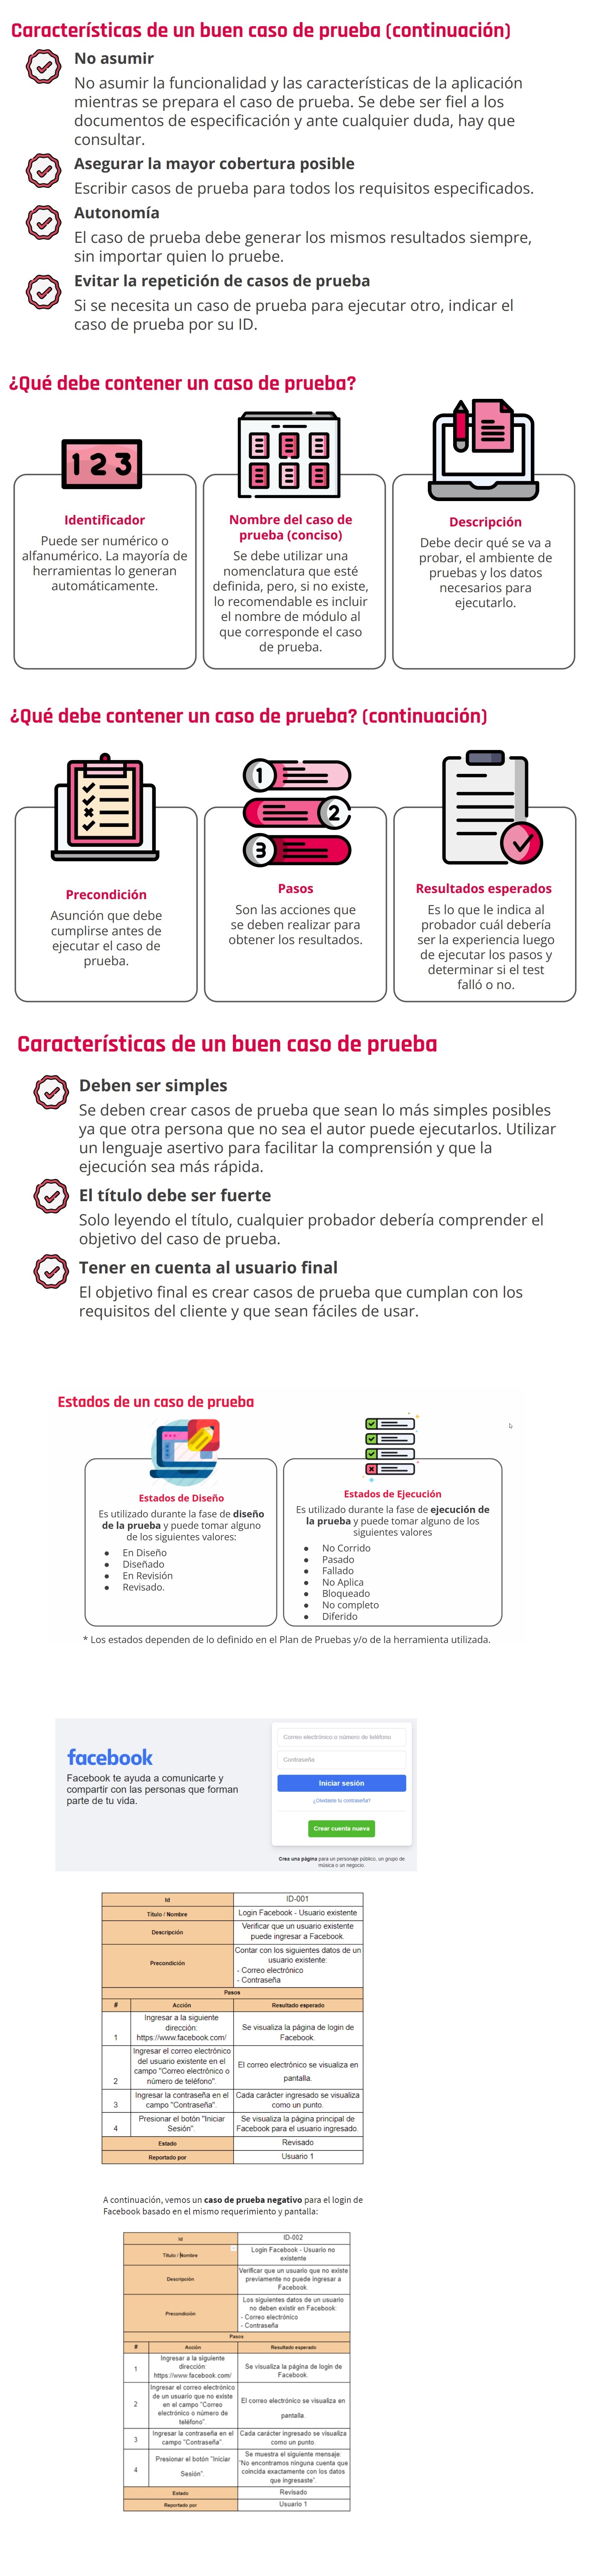 Características de un buen caso de prueba (continuación)
No asumir
No asumir la funcionalidad y las características de la aplicación
mientras se prepara el caso de prueba. Se debe ser fiel a los
documentos de especificación y ante cualquier duda, hay que
consultar.
Asegurar la mayor cobertura posible
Escribir casos de prueba para todos los requisitos especificados.
Autonomía
El caso de prueba debe generar los mismos resultados siempre,
sin importar quien lo pruebe.
Evitar la repetición de casos de prueba
Si se necesita un caso de prueba para ejecutar otro, indicar el
caso de prueba por su ID.
¿Qué debe contener un caso de prueba?
1 2 3
Identificador
Puede ser numérico o
alfanumérico. La mayoría de
herramientas lo generan
automáticamente.
Nombre del caso de
prueba (conciso)
Se debe utilizar una
nomenclatura que esté
definida, pero, si no existe,
lo recomendable es incluir
el nombre de módulo al
que corresponde el caso
de prueba.
Descripción
Debe decir qué se va a
probar, el ambiente de
pruebas y los datos
necesarios para
ejecutarlo.
¿Qué debe contener un caso de prueba? (continuación)
1
2
3
Precondición
Asunción que debe
cumplirse antes de
ejecutar el caso de
prueba.
Pasos
Son las acciones que
se deben realizar para
obtener los resultados.
Resultados esperados
Es lo que le indica al
probador cuál debería
ser la experiencia luego
de ejecutar los pasos y
determinar si el test
falló o no.
Características de un buen caso de prueba
Deben ser simples
Se deben crear casos de prueba que sean lo más simples posibles
ya que otra persona que no sea el autor puede ejecutarlos. Utilizar
un lenguaje asertivo para facilitar la comprensión y que la
ejecución sea más rápida.
El título debe ser fuerte
Solo leyendo el título, cualquier probador debería comprender el
objetivo del caso de prueba.
Tener en cuenta al usuario final
El objetivo final es crear casos de prueba que cumplan con los
requisitos del cliente y que sean fáciles de usar.
Estados de un caso de prueba
Estados de Diseño
Es utilizado durante la fase de diseño
de la prueba y puede tomar alguno
de los siguientes valores:
● En Diseño
● Diseñado
● En Revisión
● Revisado.
Estados de Ejecución
Es utilizado durante la fase de ejecución de
la prueba y puede tomar alguno de los
siguientes valores
● No Corrido
● Pasado
● Fallado
● No Aplica
● Bloqueado
● No completo
● Diferido
* Los estados dependen de lo definido en el Plan de Pruebas y/o de la herramienta utilizada.
facebook
Facebook te ayuda a comunicarte y
compartir con las personas que forman
parte de tu vida.
Correo electrónico o número de teléfono
Contraseña
Iniciar sesión
¿Olvidaste tu contraseña?
Crear cuenta nueva
Crea una página para un personaje público, un grupo de
música o un negocio.
Id ID-001
Título / Nombre Login Facebook - Usuario existente
Descripción Verificar que un usuario existente
puede ingresar a Facebook.
Precondición Contar con los siguientes datos de un
usuario existente:
- Correo electrónico
- Contraseña
Pasos
# Acción Resultado esperado
1 Ingresar a la siguiente
dirección:
https://www.facebook.com/
Se visualiza la página de login de
Facebook.
2 Ingresar el correo electrónico
del usuario existente en el
campo "Correo electrónico o
número de teléfono".
El correo electrónico se visualiza en
pantalla.
3 Ingresar la contraseña en el
campo "Contraseña".
Cada carácter ingresado se visualiza
como un punto.
4 Presionar el botón "Iniciar
Sesión".
Se visualiza la página principal de
Facebook para el usuario ingresado.
Estado Revisado
Reportado por Usuario 1
A continuación, vemos un caso de prueba negativo para el login de
Facebook basado en el mismo requerimiento y pantalla:
Id ID-002
Título / Nombre Login Facebook - Usuario no
existente
Descripción Verificar que un usuario que no existe
previamente no puede ingresar a
Facebook.
Precondición Los siguientes datos de un usuario
no deben existir en Facebook:
- Correo electrónico
- Contraseña
Pasos
# Acción Resultado esperado
1 Ingresar a la siguiente
dirección:
https://www.facebook.com/
Se visualiza la página de login de
Facebook.
2 Ingresar el correo electrónico
de un usuario que no existe
en el campo "Correo
electrónico o número de
teléfono".
El correo electrónico se visualiza en
pantalla.
3 Ingresar la contraseña en el
campo "Contraseña".
Cada carácter ingresado se visualiza
como un punto.
4 Presionar el botón "Iniciar
Sesión".
Se muestra el siguiente mensaje:
"No encontramos ninguna cuenta que
coincida exactamente con los datos
que ingresaste".
Estado Revisado
Reportado por Usuario 1